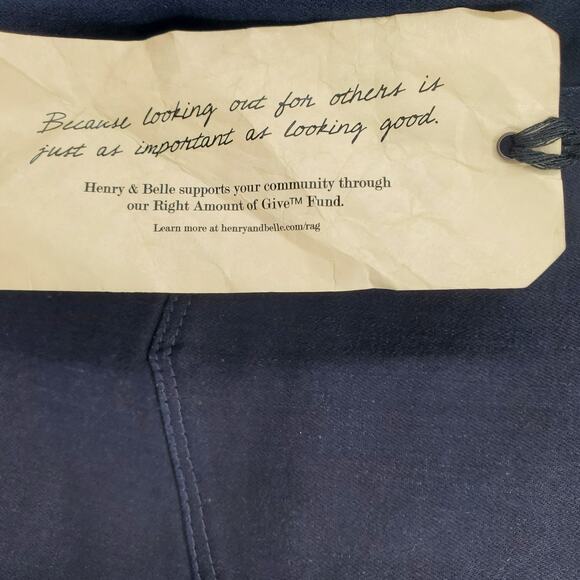 Because looking out for others is
just as important as looking good.
Henry & Belle supports your community through
our Right Amount of Give™ Fund.
Learn more at henryandbelle.com/rag